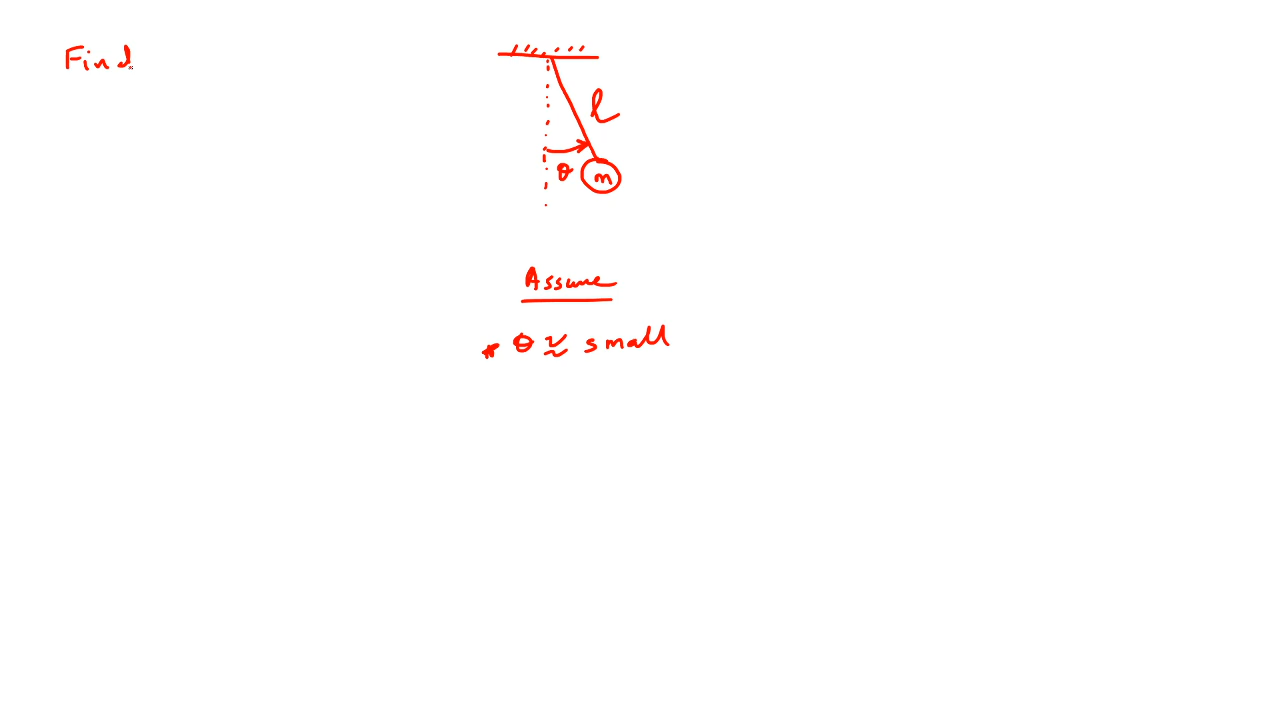 Find
l
θ
m
Assume
* θ ≈ small